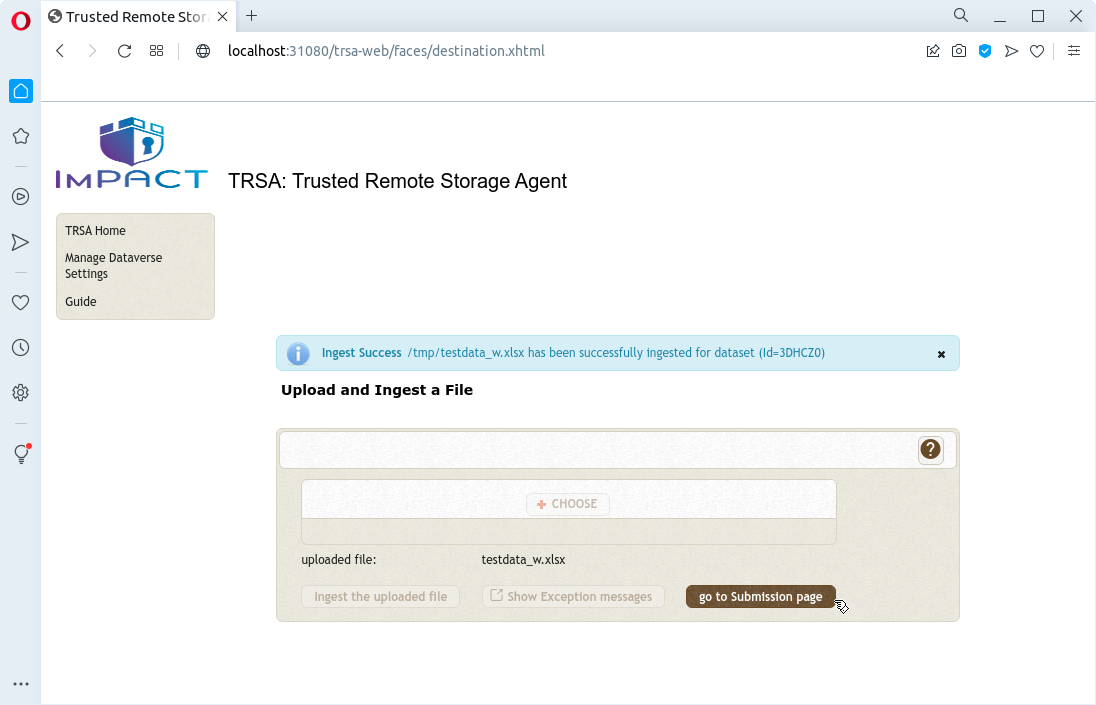 Trusted Remote Stor
localhost:31080/trsa-web/faces/destination.xhtml
IMPACT
TRSA: Trusted Remote Storage Agent
TRSA Home
Manage Dataverse
Settings
Guide
Ingest Success /tmp/testdata_w.xlsx has been successfully ingested for dataset (Id=3DHCZ0)
Upload and Ingest a File
?
CHOOSE
uploaded file: testdata_w.xlsx
Ingest the uploaded file Show Exception messages go to Submission page